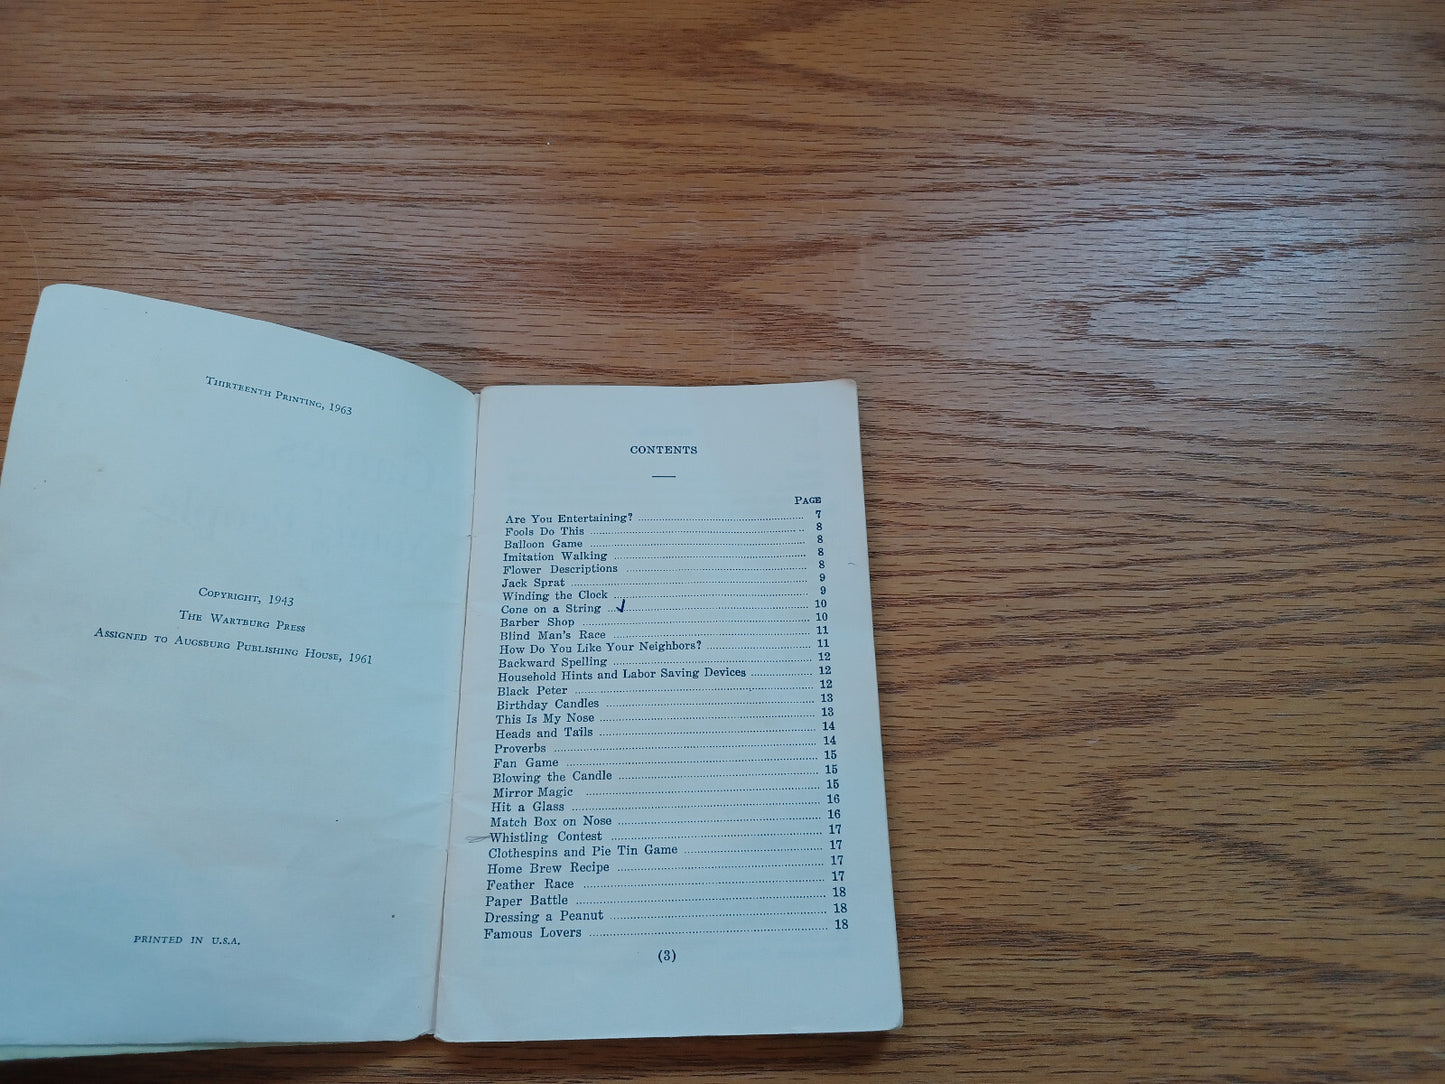 Thirteenth Printing, 1963
Copyright, 1943
The Wartburg Press
Assigned to Augsburg Publishing House, 1961
PRINTED IN U.S.A.
CONTENTS
Page
Are You Entertaining? 7
Fools Do This 8
Balloon Game 8
Imitation Walking 8
Flower Descriptions 8
Jack Sprat 9
Winding the Clock 9
Cone on a String 10
Barber Shop 10
Blind Man's Race 11
How Do You Like Your Neighbors? 11
Backward Spelling 12
Household Hints and Labor Saving Devices 12
Black Peter 12
Birthday Candles 13
This Is My Nose 13
Heads and Tails 14
Proverbs 14
Fan Game 15
Blowing the Candle 15
Mirror Magic 15
Hit a Glass 16
Match Box on Nose 16
Whistling Contest 17
Clothespins and Pie Tin Game 17
Home Brew Recipe 17
Feather Race 17
Paper Battle 18
Dressing a Peanut 18
Famous Lovers 18
(3)